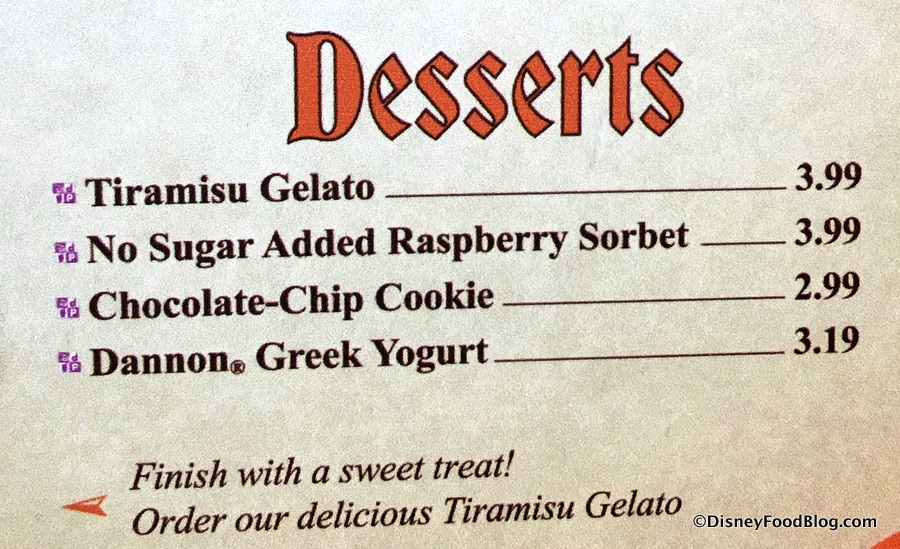 Desserts
Tiramisu Gelato 3.99
No Sugar Added Raspberry Sorbet 3.99
Chocolate-Chip Cookie 2.99
Dannon® Greek Yogurt 3.19
Finish with a sweet treat!
Order our delicious Tiramisu Gelato
©DisneyFoodBlog.com